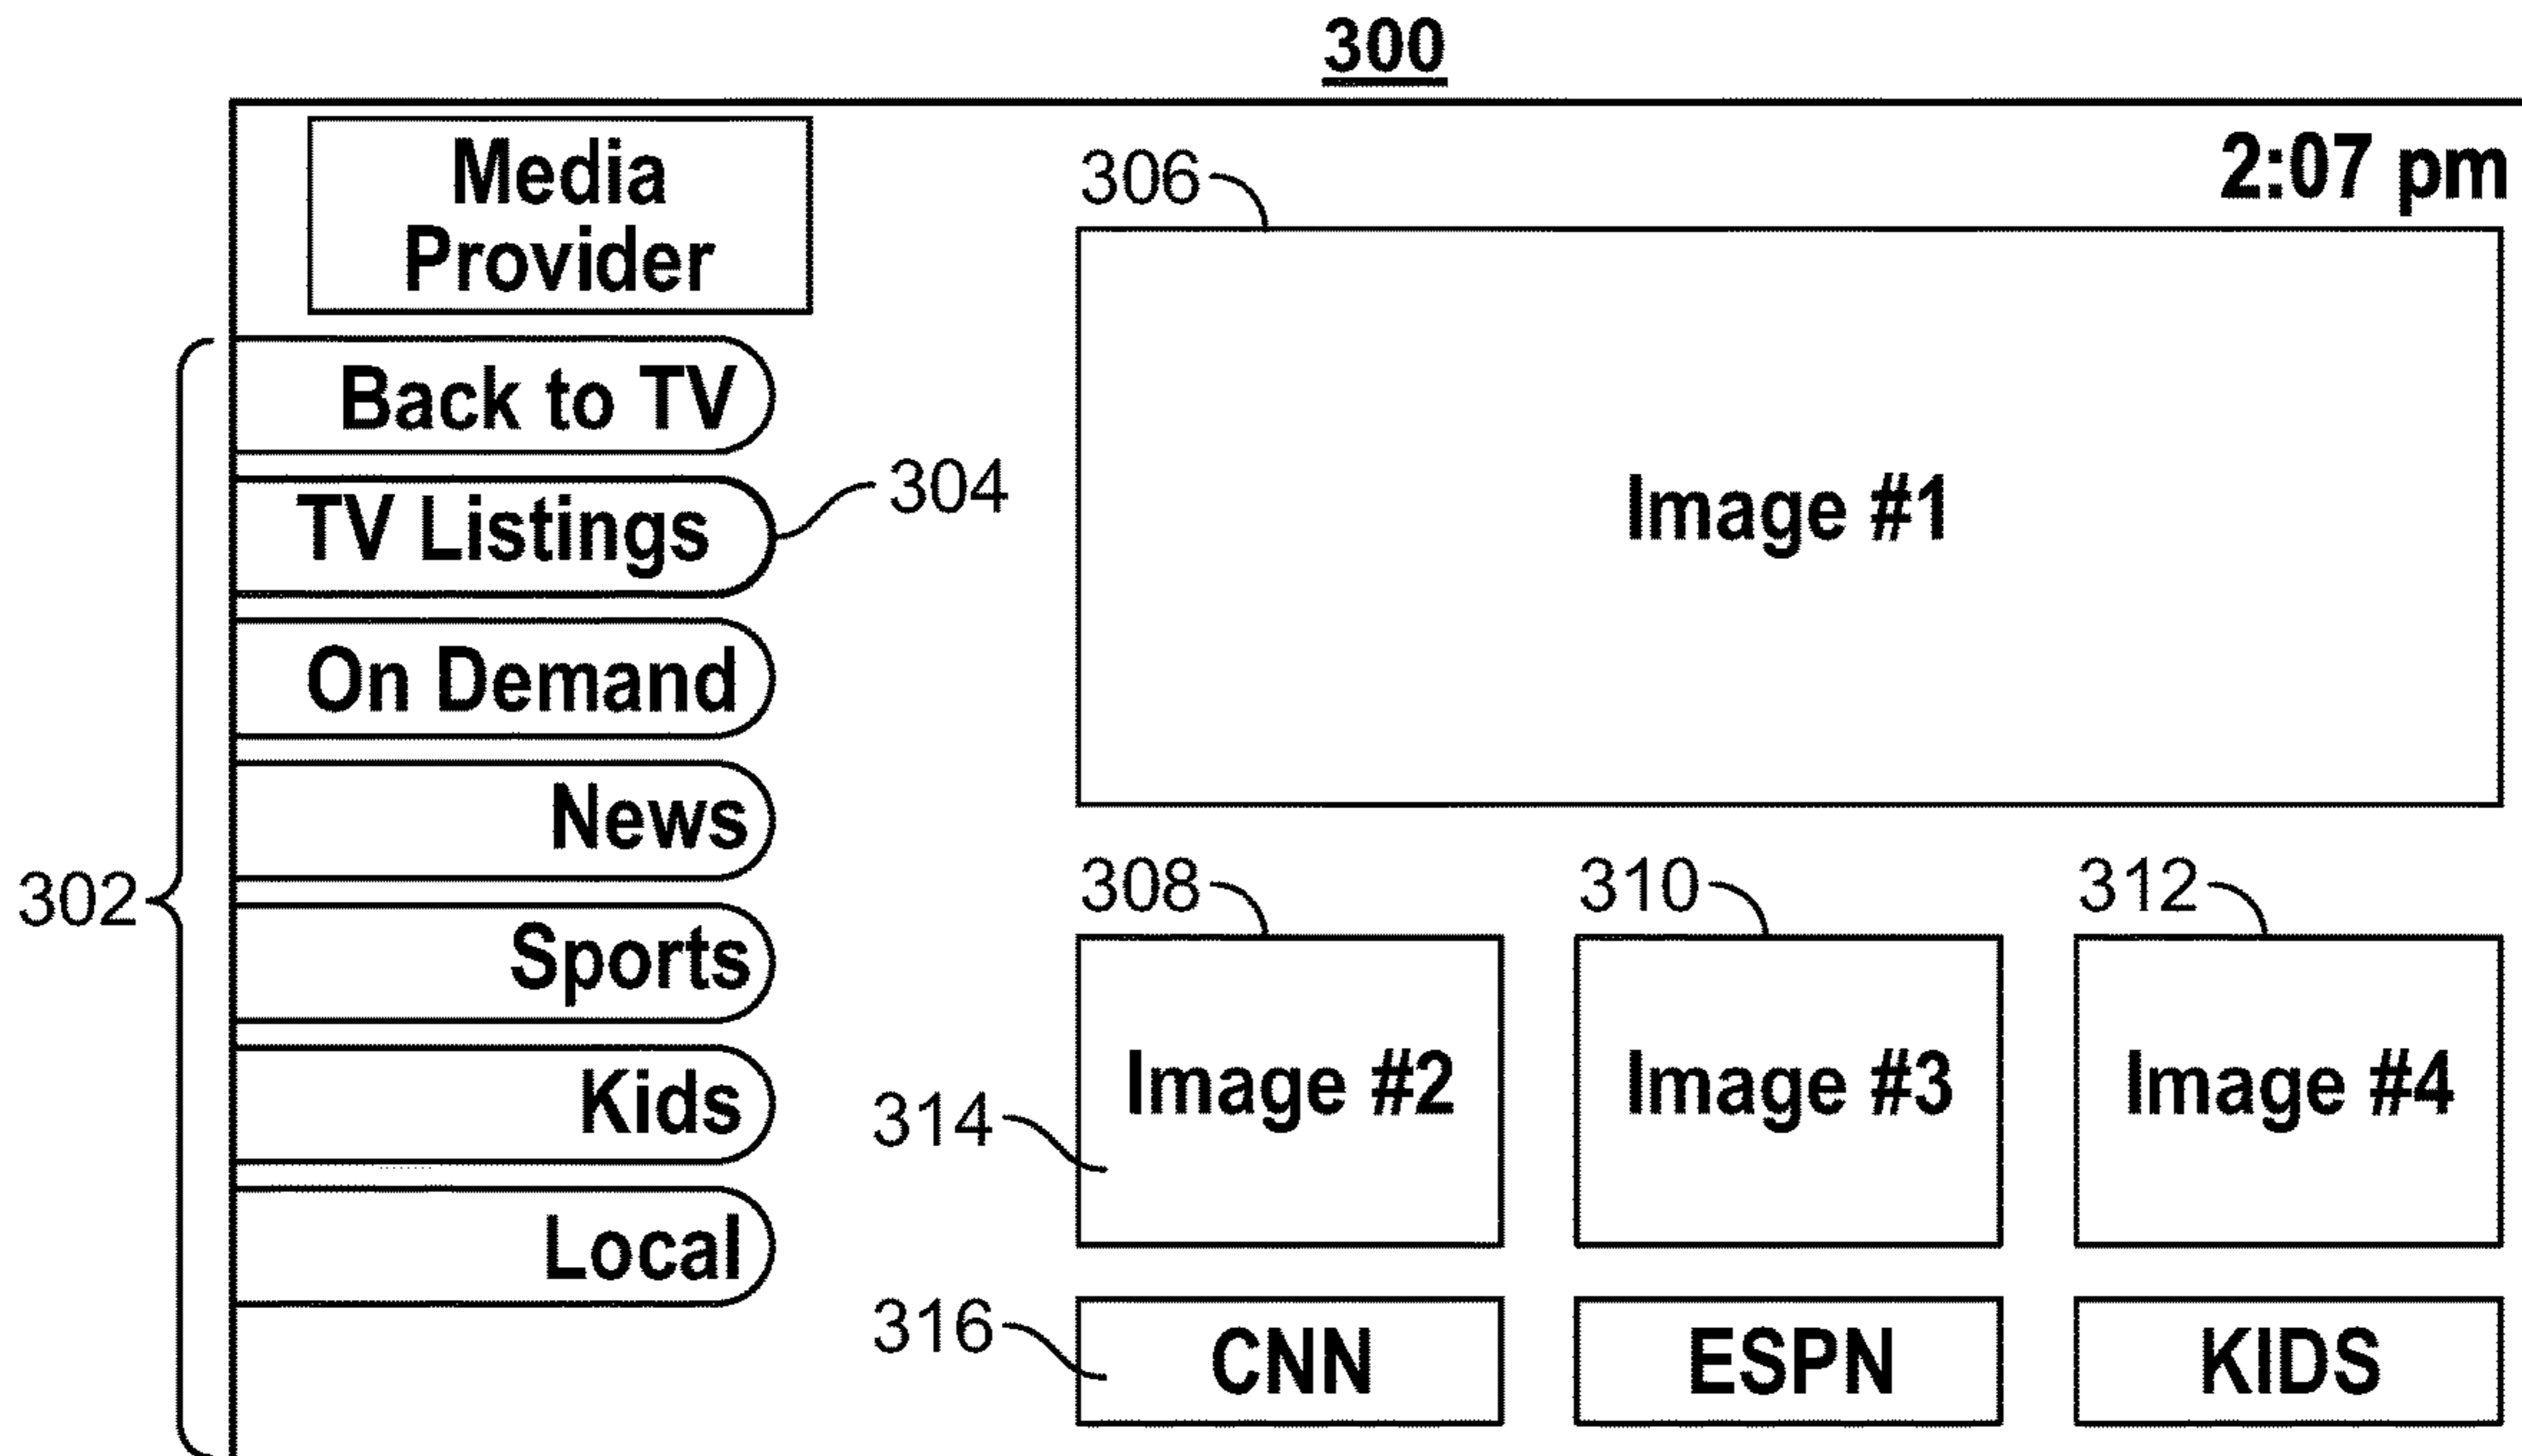 300
Media
Provider
2:07 pm
306
Back to TV
TV Listings
304
Image #1
On Demand
News
302
Sports
Kids
Local
308
310
312
Image #2
Image #3
Image #4
314
316
CNN
ESPN
KIDS